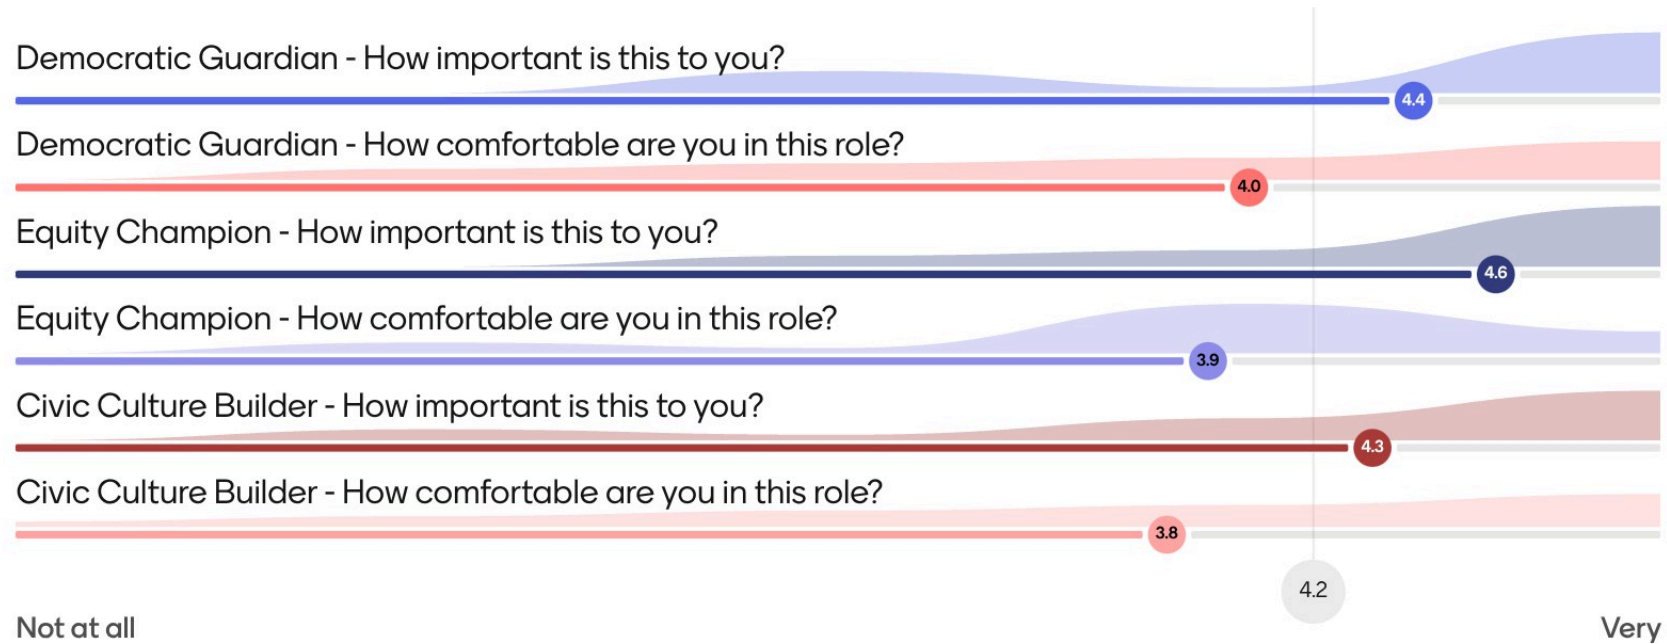 Democratic Guardian - How important is this to you?
4.4
Democratic Guardian - How comfortable are you in this role?
4.0
Equity Champion - How important is this to you?
4.6
Equity Champion - How comfortable are you in this role?
3.9
Civic Culture Builder - How important is this to you?
4.3
Civic Culture Builder - How comfortable are you in this role?
3.8
4.2
Not at all Very